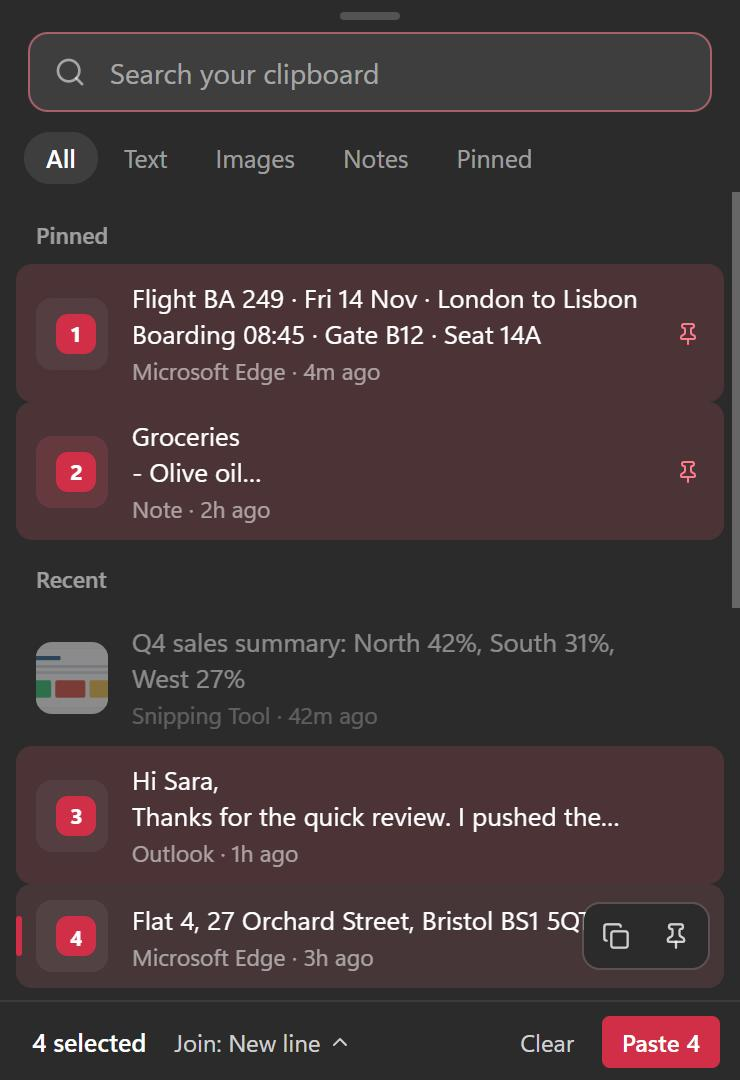 Search your clipboard
All Text Images Notes Pinned
Pinned
1
Flight BA 249 · Fri 14 Nov · London to Lisbon
Boarding 08:45 · Gate B12 · Seat 14A
Microsoft Edge · 4m ago
2
Groceries
- Olive oil...
Note · 2h ago
Recent
Q4 sales summary: North 42%, South 31%,
West 27%
Snipping Tool · 42m ago
3
Hi Sara,
Thanks for the quick review. I pushed the...
Outlook · 1h ago
4
Flat 4, 27 Orchard Street, Bristol BS1
Microsoft Edge · 3h ago
4 selected Join: New line Clear Paste 4